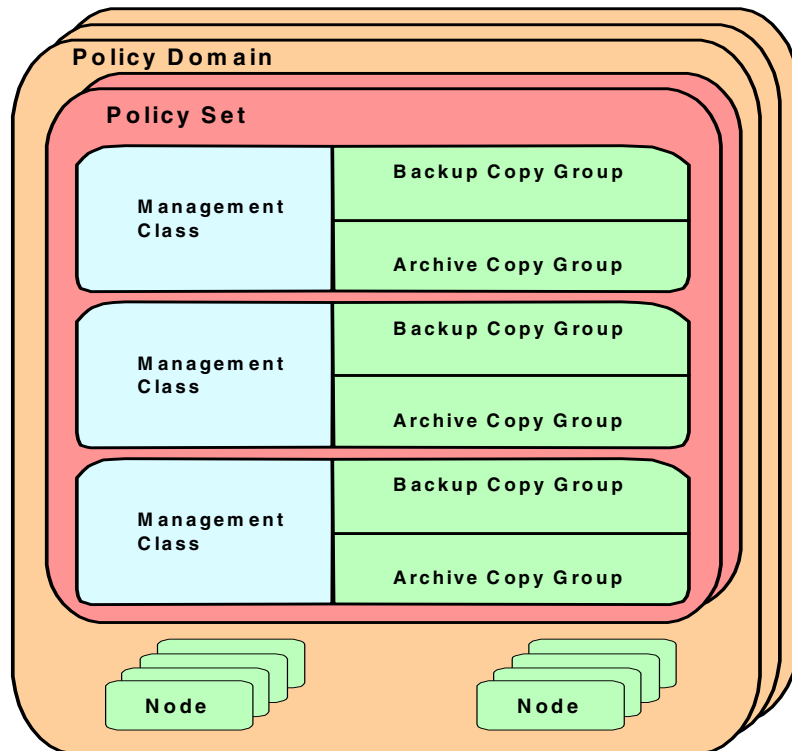 Policy Domain
Policy Set
Management
Class
Backup Copy Group
Archive Copy Group
Management
Class
Backup Copy Group
Archive Copy Group
Management
Class
Backup Copy Group
Archive Copy Group
Node
Node